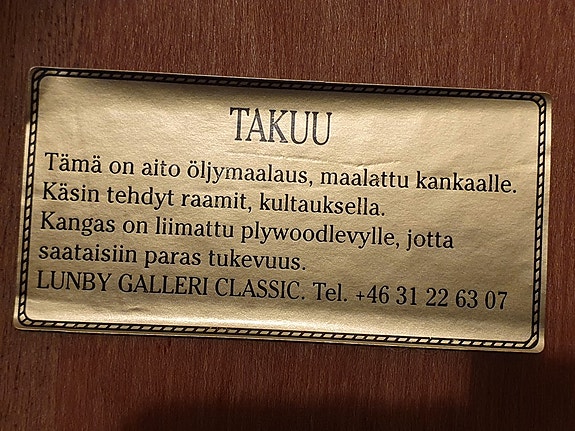 TAKUU
Tämä on aito öljymaalaus, maalattu kankaalle.
Käsin tehdyt raamit, kultauksella.
Kangas on liimattu plywoodlevylle, jotta
saataisiin paras tukevuus.
LUNBY GALLERI CLASSIC. Tel. +46 31 22 63 07